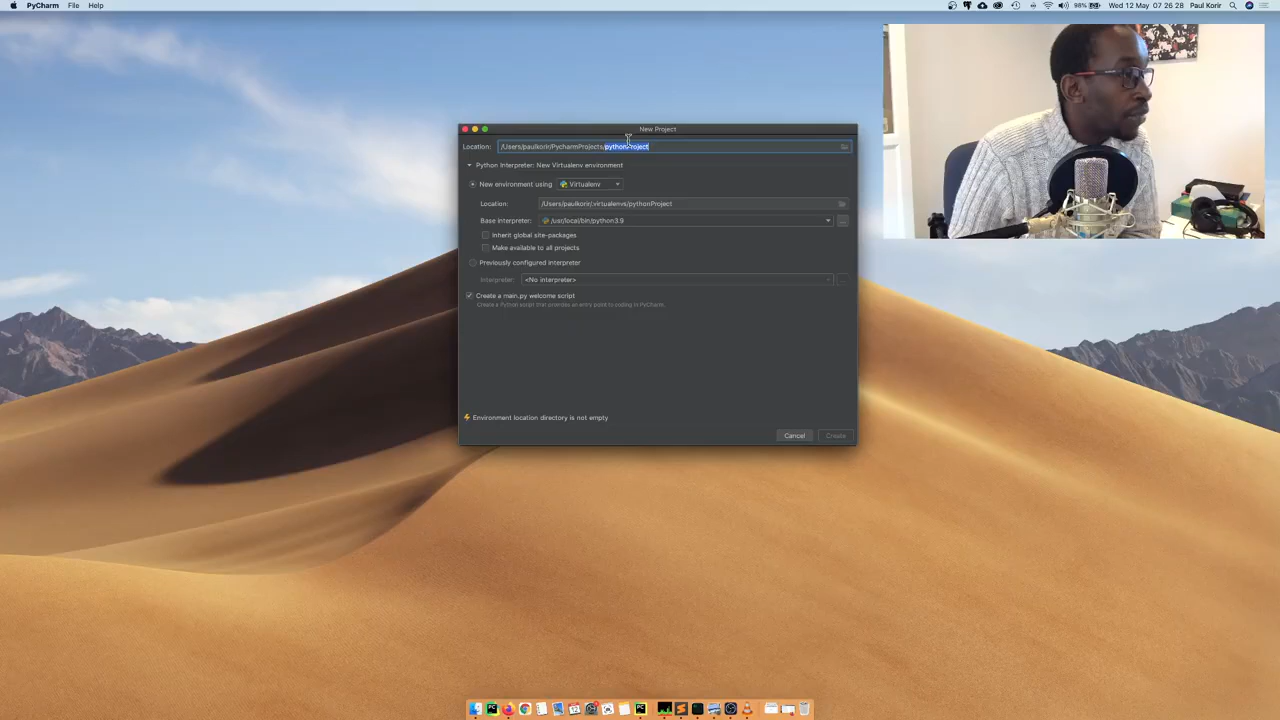 PyCharm File Help 98% Wed 12 May 07 26 28 Paul Korir
New Project
Location: /Users/paulkorir/PycharmProjects/pythonProject
Python Interpreter: New Virtualenv environment
New environment using Virtualenv
Location: /Users/paulkorir/.virtualenvs/pythonProject
Base interpreter: /usr/local/bin/python3.9 ...
Inherit global site-packages
Make available to all projects
Previously configured interpreter
Interpreter: <No interpreter> ...
Create a main.py welcome script
Create a Python script that provides an entry point to coding in PyCharm.
Environment location directory is not empty
Cancel Create